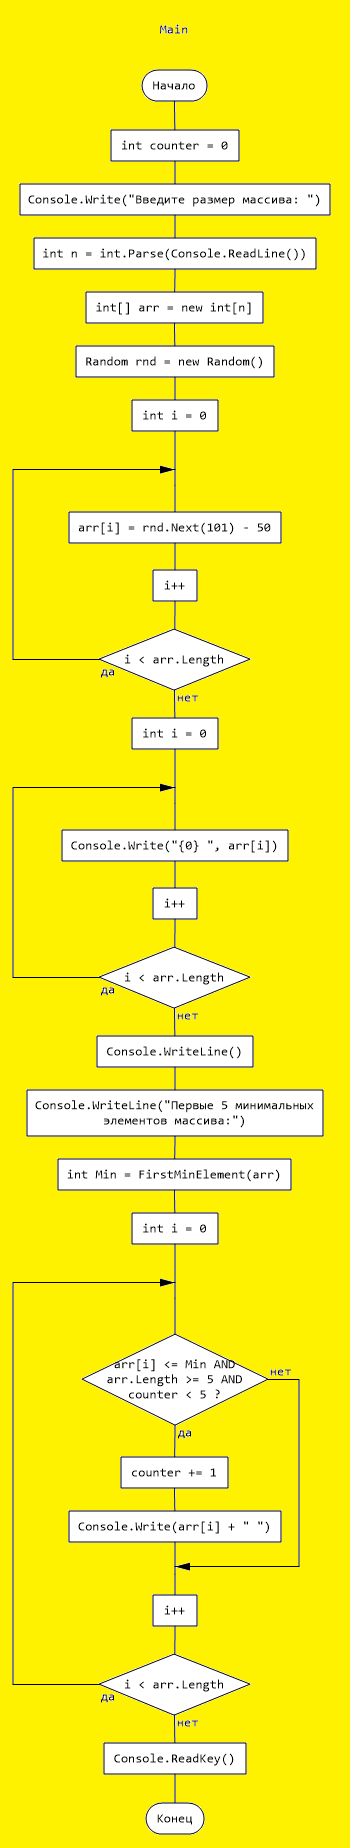 Main
Начало
int counter = 0
Console.Write("Введите размер массива: ")
int n = int.Parse(Console.ReadLine())
int[] arr = new int[n]
Random rnd = new Random()
int i = 0
arr[i] = rnd.Next(101) - 50
i++
i < arr.Length
да
нет
int i = 0
Console.Write("{0} ", arr[i])
i++
i < arr.Length
да
нет
Console.WriteLine()
Console.WriteLine("Первые 5 минимальных
элементов массива:")
int Min = FirstMinElement(arr)
int i = 0
arr[i] <= Min AND
нет
arr.Length >= 5 AND
counter < 5 ?
да
counter += 1
Console.Write(arr[i] + " ")
i++
i < arr.Length
да
нет
Console.ReadKey()
Конец